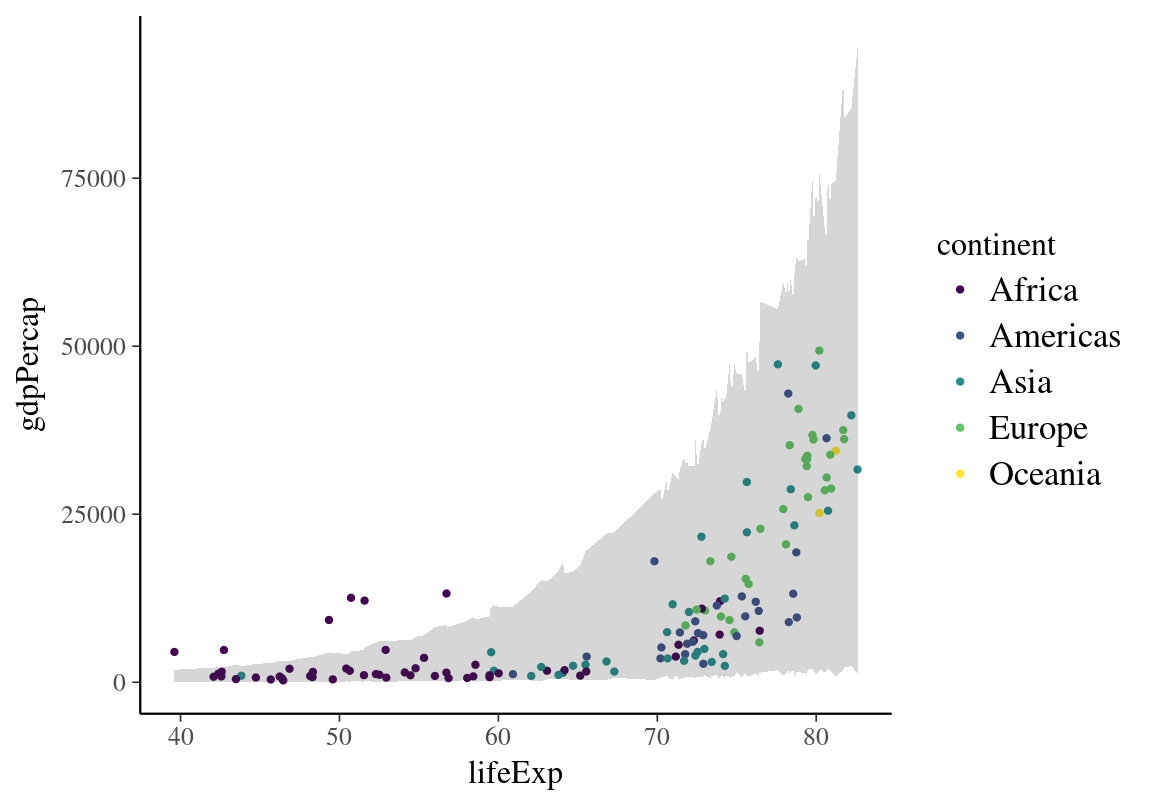 gdpPercap
75000
50000
25000
0
40 50 60 70 80
lifeExp
continent
Africa
Americas
Asia
Europe
Oceania